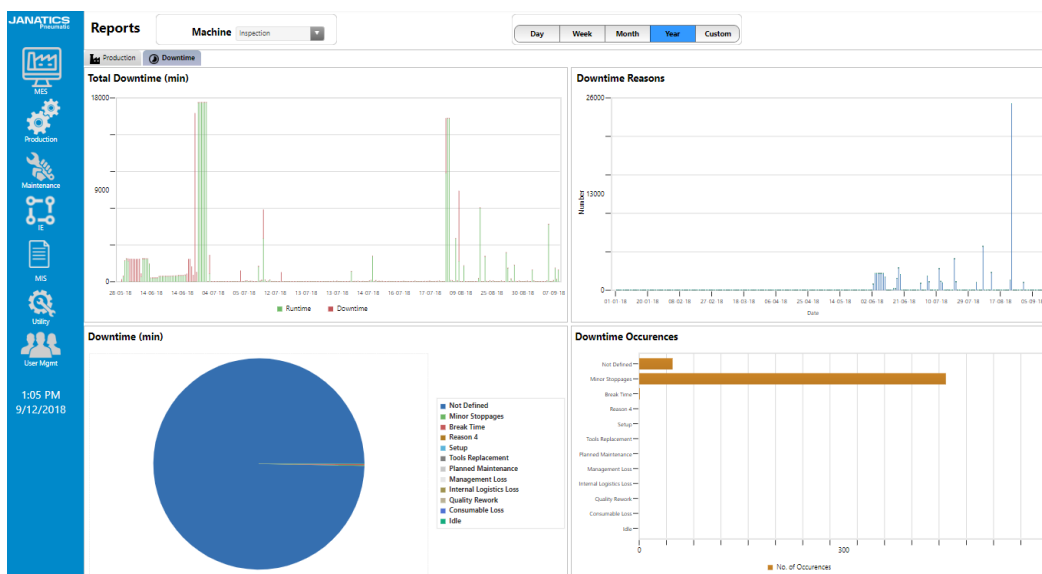 JANATICS
Pneumatic
Reports
Machine Inspection
Day Week Month Year Custom
MES
Production
Maintenance
IE
MIS
Utility
User Mgmt
1:05 PM
9/12/2018
Production Downtime
Total Downtime (min)
18000
9000
0
28-05-18 14-06-18 14-06-18 04-07-18 05-07-18 12-07-18 13-07-18 14-07-18 16-07-18 17-07-18 09-08-18 25-08-18 30-08-18 07-09-18
Runtime Downtime
Downtime Reasons
26000
Number
13000
0
01-01-18 20-01-18 08-02-18 27-02-18 18-03-18 06-04-18 25-04-18 14-05-18 02-06-18 21-06-18 10-07-18 29-07-18 17-08-18 05-09-18
Date
Downtime (min)
Not Defined
Minor Stoppages
Break Time
Reason 4
Setup
Tools Replacement
Planned Maintenance
Management Loss
Internal Logistics Loss
Quality Rework
Consumable Loss
Idle
Downtime Occurences
Not Defined
Minor Stoppages
Break Time
Reason 4
Setup
Tools Replacement
Planned Maintenance
Management Loss
Internal Logistics Loss
Quality Rework
Consumable Loss
Idle
0 300
No. of Occurences